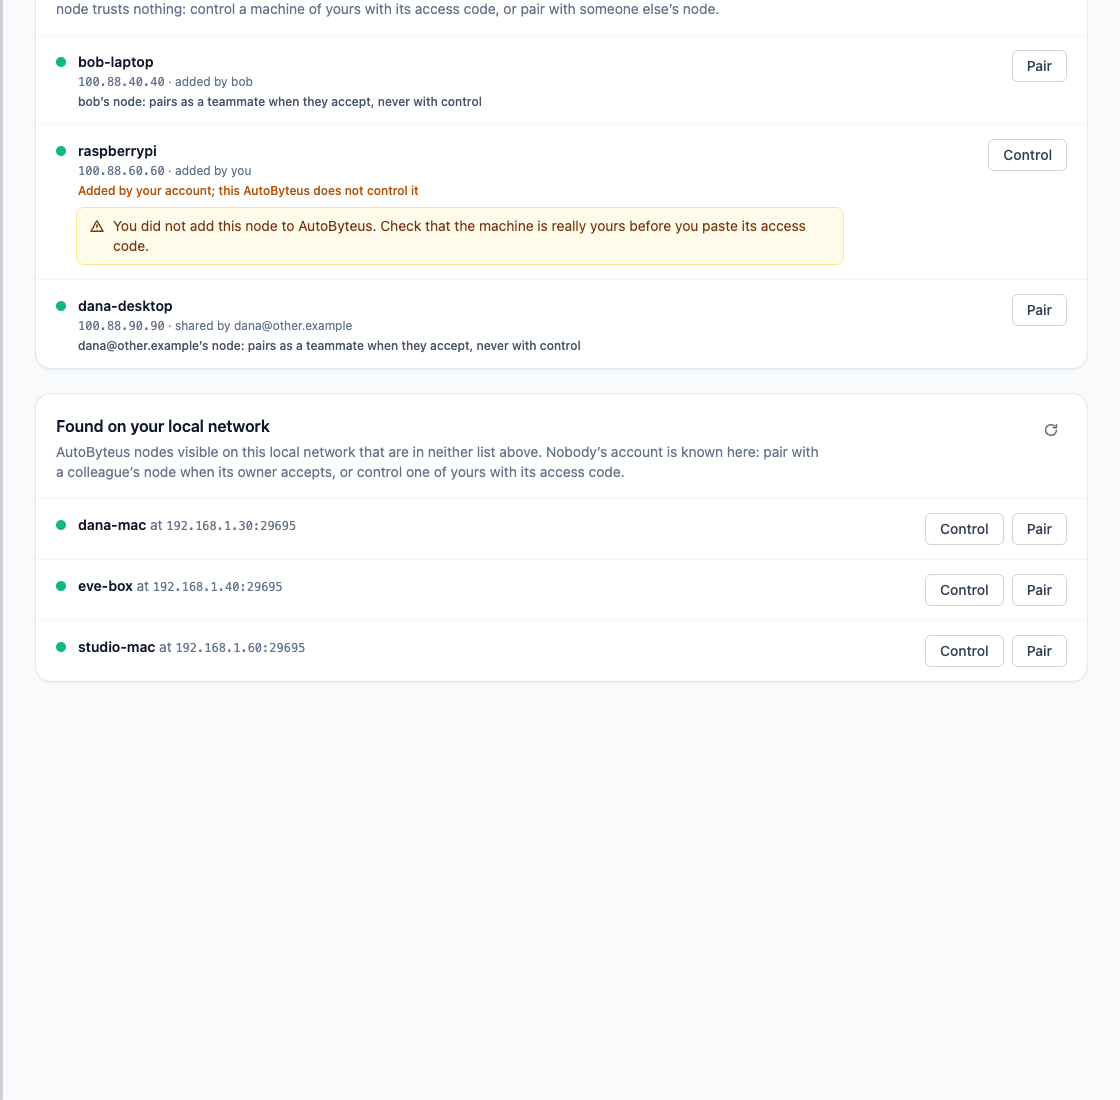 node trusts nothing: control a machine of yours with its access code, or pair with someone else’s node.
bob-laptop
Pair
100.88.40.40 · added by bob
bob’s node: pairs as a teammate when they accept, never with control
raspberrypi
Control
100.88.60.60 · added by you
Added by your account; this AutoByteus does not control it
You did not add this node to AutoByteus. Check that the machine is really yours before you paste its access
code.
dana-desktop
Pair
100.88.90.90 · shared by dana@other.example
dana@other.example’s node: pairs as a teammate when they accept, never with control
Found on your local network
AutoByteus nodes visible on this local network that are in neither list above. Nobody’s account is known here: pair with
a colleague’s node when its owner accepts, or control one of yours with its access code.
dana-mac at 192.168.1.30:29695
Control Pair
eve-box at 192.168.1.40:29695
Control Pair
studio-mac at 192.168.1.60:29695
Control Pair